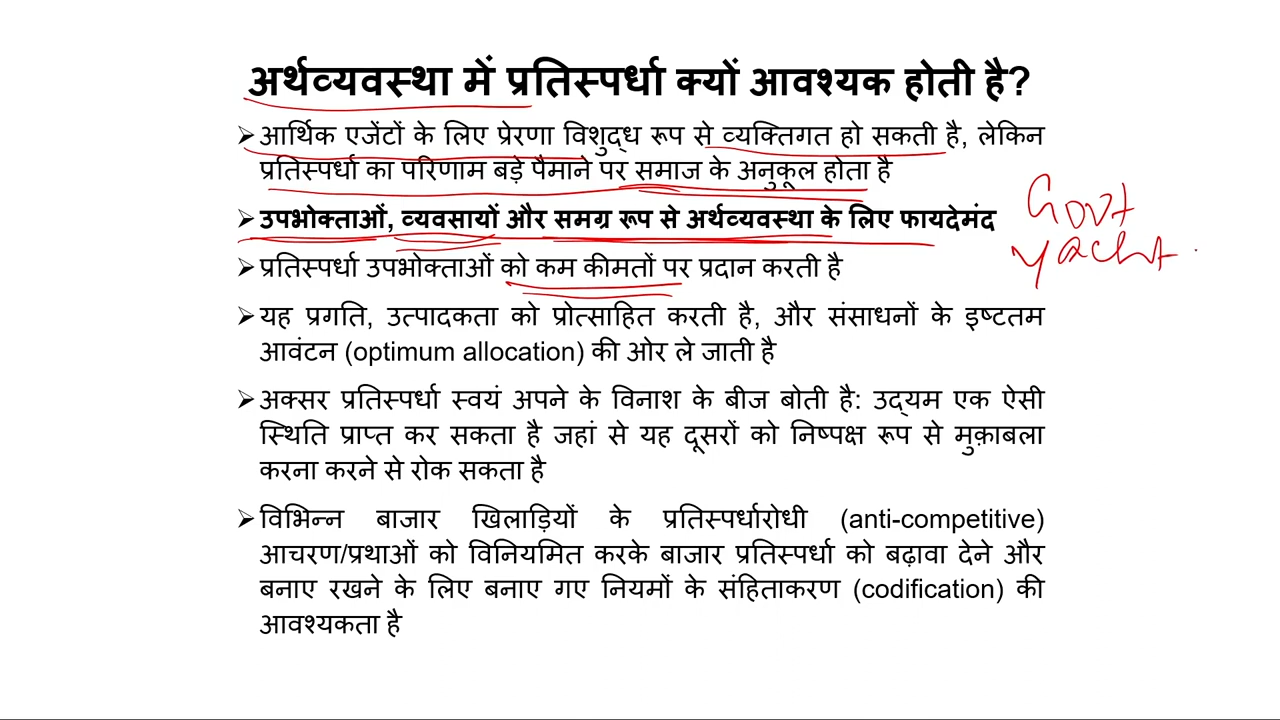 अर्थव्यवस्था में प्रतिस्पर्धा क्यों आवश्यक होती है?
➢ आर्थिक एजेंटों के लिए प्रेरणा विशुद्ध रूप से व्यक्तिगत हो सकती है, लेकिन
प्रतिस्पर्धा का परिणाम बड़े पैमाने पर समाज के अनुकूल होता है
➢ उपभोक्ताओं, व्यवसायों और समग्र रूप से अर्थव्यवस्था के लिए फायदेमंद
Govt
yacht
➢ प्रतिस्पर्धा उपभोक्ताओं को कम कीमतों पर प्रदान करती है
➢ यह प्रगति, उत्पादकता को प्रोत्साहित करती है, और संसाधनों के इष्टतम
आवंटन (optimum allocation) की ओर ले जाती है
➢ अक्सर प्रतिस्पर्धा स्वयं अपने के विनाश के बीज बोती है: उद्यम एक ऐसी
स्थिति प्राप्त कर सकता है जहां से यह दूसरों को निष्पक्ष रूप से मुक़ाबला
करना करने से रोक सकता है
➢ विभिन्न बाजार खिलाड़ियों के प्रतिस्पर्धारोधी (anti-competitive)
आचरण/प्रथाओं को विनियमित करके बाजार प्रतिस्पर्धा को बढ़ावा देने और
बनाए रखने के लिए बनाए गए नियमों के संहिताकरण (codification) की
आवश्यकता है